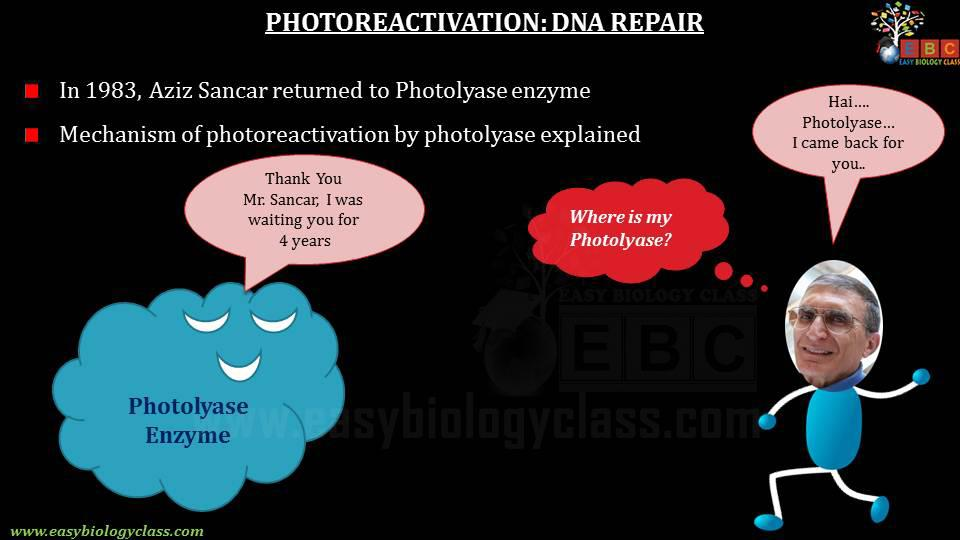 PHOTOREACTIVATION: DNA REPAIR
E B C
EASY BIOLOGY CLASS
In 1983, Aziz Sancar returned to Photolyase enzyme
Mechanism of photoreactivation by photolyase explained
Hai….
Photolyase…
I came back for
you..
Thank You
Mr. Sancar, I was
waiting you for
4 years
Where is my
Photolyase?
EASY BIOLOGY CLASS
E B C
Photolyase
Enzyme
www.easybiologyclass.com
www.easybiologyclass.com